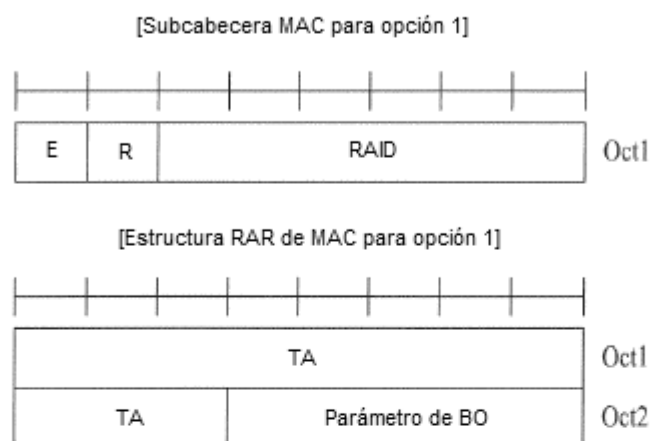 [Subcabecera MAC para opción 1]
E R RAID Oct1
[Estructura RAR de MAC para opción 1]
TA Oct1
TA Parámetro de BO Oct2